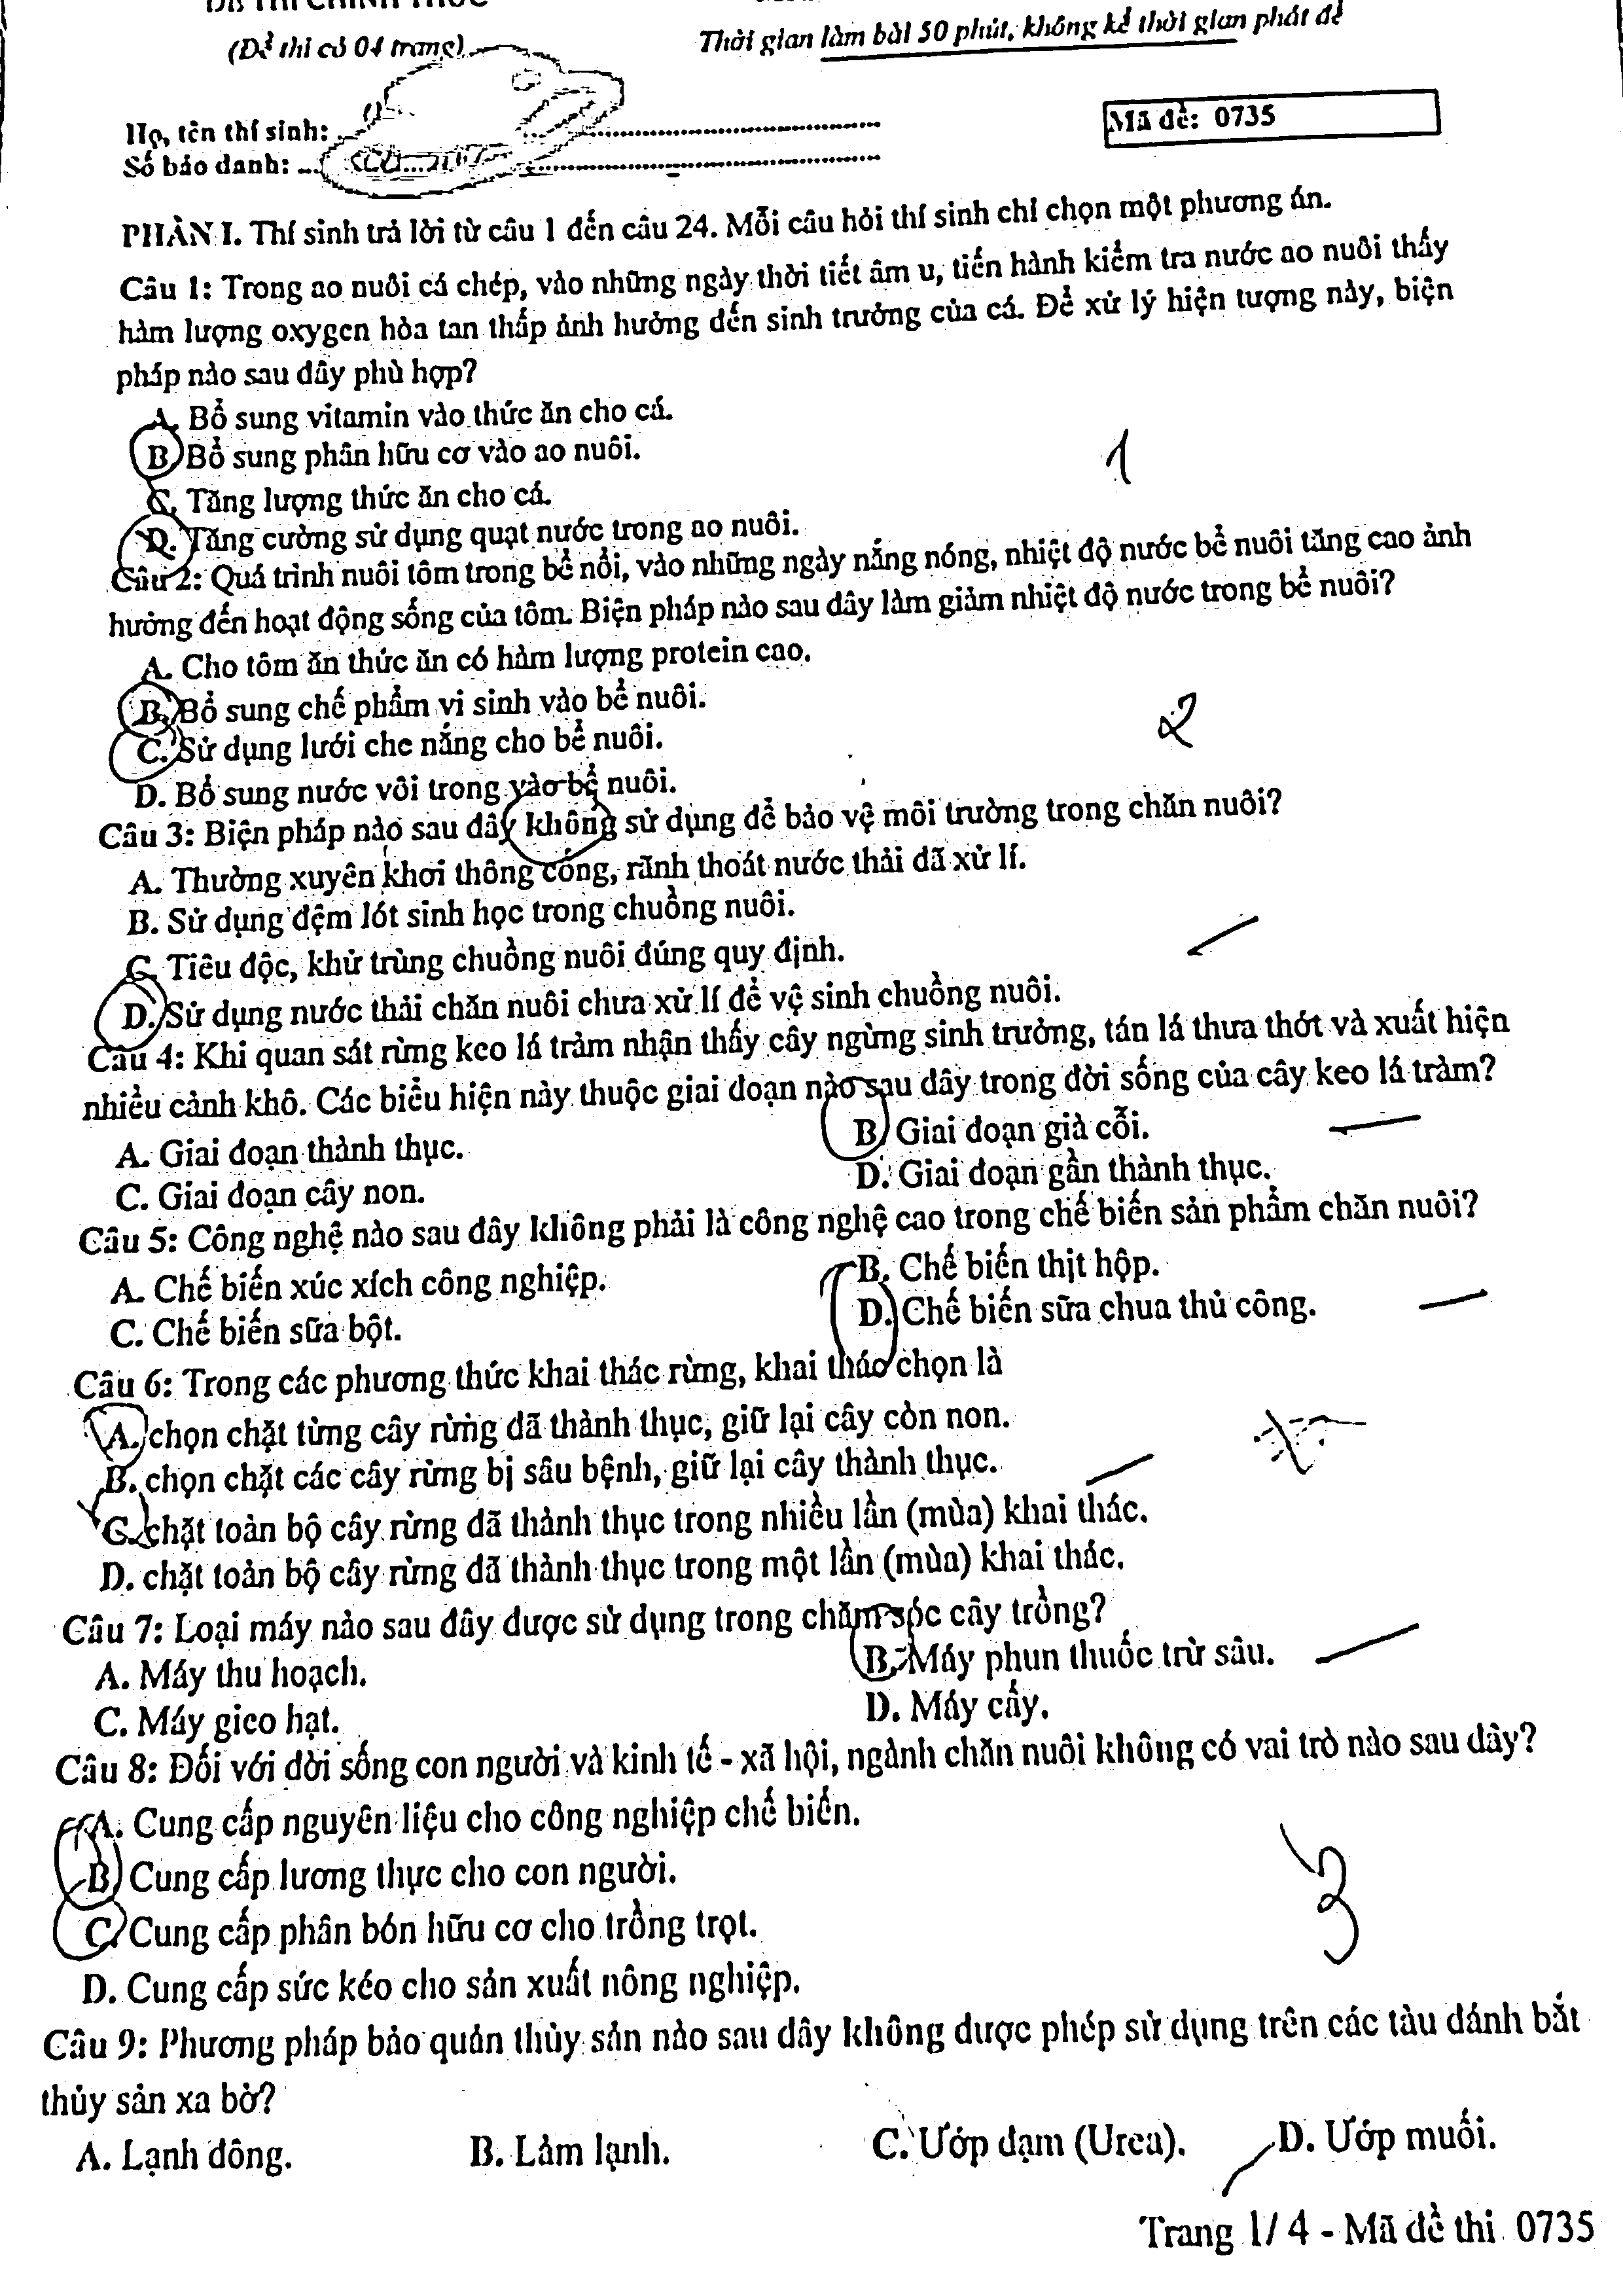 (Đề thi có 04 trang)
Thời gian làm bài 50 phút, không kể thời gian phát đề
Họ, tên thí sinh:
Mã đề: 0735
Số báo danh:
PHẦN I. Thí sinh trả lời từ câu 1 đến câu 24. Mỗi câu hỏi thí sinh chỉ chọn một phương án.
Câu 1: Trong ao nuôi cá chép, vào những ngày thời tiết âm u, tiến hành kiểm tra nước ao nuôi thấy
hàm lượng oxygen hòa tan thấp ảnh hưởng đến sinh trưởng của cá. Để xử lý hiện tượng này, biện
pháp nào sau đây phù hợp?
A. Bổ sung vitamin vào thức ăn cho cá.
B. Bổ sung phân hữu cơ vào ao nuôi.
1
C. Tăng lượng thức ăn cho cá.
D. Tăng cường sử dụng quạt nước trong ao nuôi.
Câu 2: Quá trình nuôi tôm trong bể nổi, vào những ngày nắng nóng, nhiệt độ nước bể nuôi tăng cao ảnh
hưởng đến hoạt động sống của tôm. Biện pháp nào sau đây làm giảm nhiệt độ nước trong bể nuôi?
A. Cho tôm ăn thức ăn có hàm lượng protein cao.
B. Bổ sung chế phẩm vi sinh vào bể nuôi.
2
C. Sử dụng lưới che nắng cho bể nuôi.
D. Bổ sung nước vôi trong vào bể nuôi.
Câu 3: Biện pháp nào sau đây không sử dụng để bảo vệ môi trường trong chăn nuôi?
A. Thường xuyên khơi thông cống, rãnh thoát nước thải đã xử lí.
B. Sử dụng đệm lót sinh học trong chuồng nuôi.
C. Tiêu độc, khử trùng chuồng nuôi đúng quy định.
D. Sử dụng nước thải chăn nuôi chưa xử lí để vệ sinh chuồng nuôi.
Câu 4: Khi quan sát rừng keo lá tràm nhận thấy cây ngừng sinh trưởng, tán lá thưa thớt và xuất hiện
nhiều cành khô. Các biểu hiện này thuộc giai đoạn nào sau đây trong đời sống của cây keo lá tràm?
A. Giai đoạn thành thục.
B. Giai đoạn già cỗi.
C. Giai đoạn cây non.
D. Giai đoạn gần thành thục.
Câu 5: Công nghệ nào sau đây không phải là công nghệ cao trong chế biến sản phẩm chăn nuôi?
A. Chế biến xúc xích công nghiệp.
B. Chế biến thịt hộp.
C. Chế biến sữa bột.
D. Chế biến sữa chua thủ công.
Câu 6: Trong các phương thức khai thác rừng, khai thác chọn là
A. chọn chặt từng cây rừng đã thành thục, giữ lại cây còn non.
B. chọn chặt các cây rừng bị sâu bệnh, giữ lại cây thành thục.
C. chặt toàn bộ cây rừng đã thành thục trong nhiều lần (mùa) khai thác.
D. chặt toàn bộ cây rừng đã thành thục trong một lần (mùa) khai thác.
Câu 7: Loại máy nào sau đây được sử dụng trong chăm sóc cây trồng?
A. Máy thu hoạch.
B. Máy phun thuốc trừ sâu.
C. Máy gieo hạt.
D. Máy cấy.
Câu 8: Đối với đời sống con người và kinh tế - xã hội, ngành chăn nuôi không có vai trò nào sau đây?
A. Cung cấp nguyên liệu cho công nghiệp chế biến.
B. Cung cấp lương thực cho con người.
3
C. Cung cấp phân bón hữu cơ cho trồng trọt.
D. Cung cấp sức kéo cho sản xuất nông nghiệp.
Câu 9: Phương pháp bảo quản thủy sản nào sau đây không được phép sử dụng trên các tàu đánh bắt
thủy sản xa bờ?
A. Lạnh đông.
B. Làm lạnh.
C. Ướp đạm (Urea).
D. Ướp muối.
Trang 1/ 4 - Mã đề thi 0735